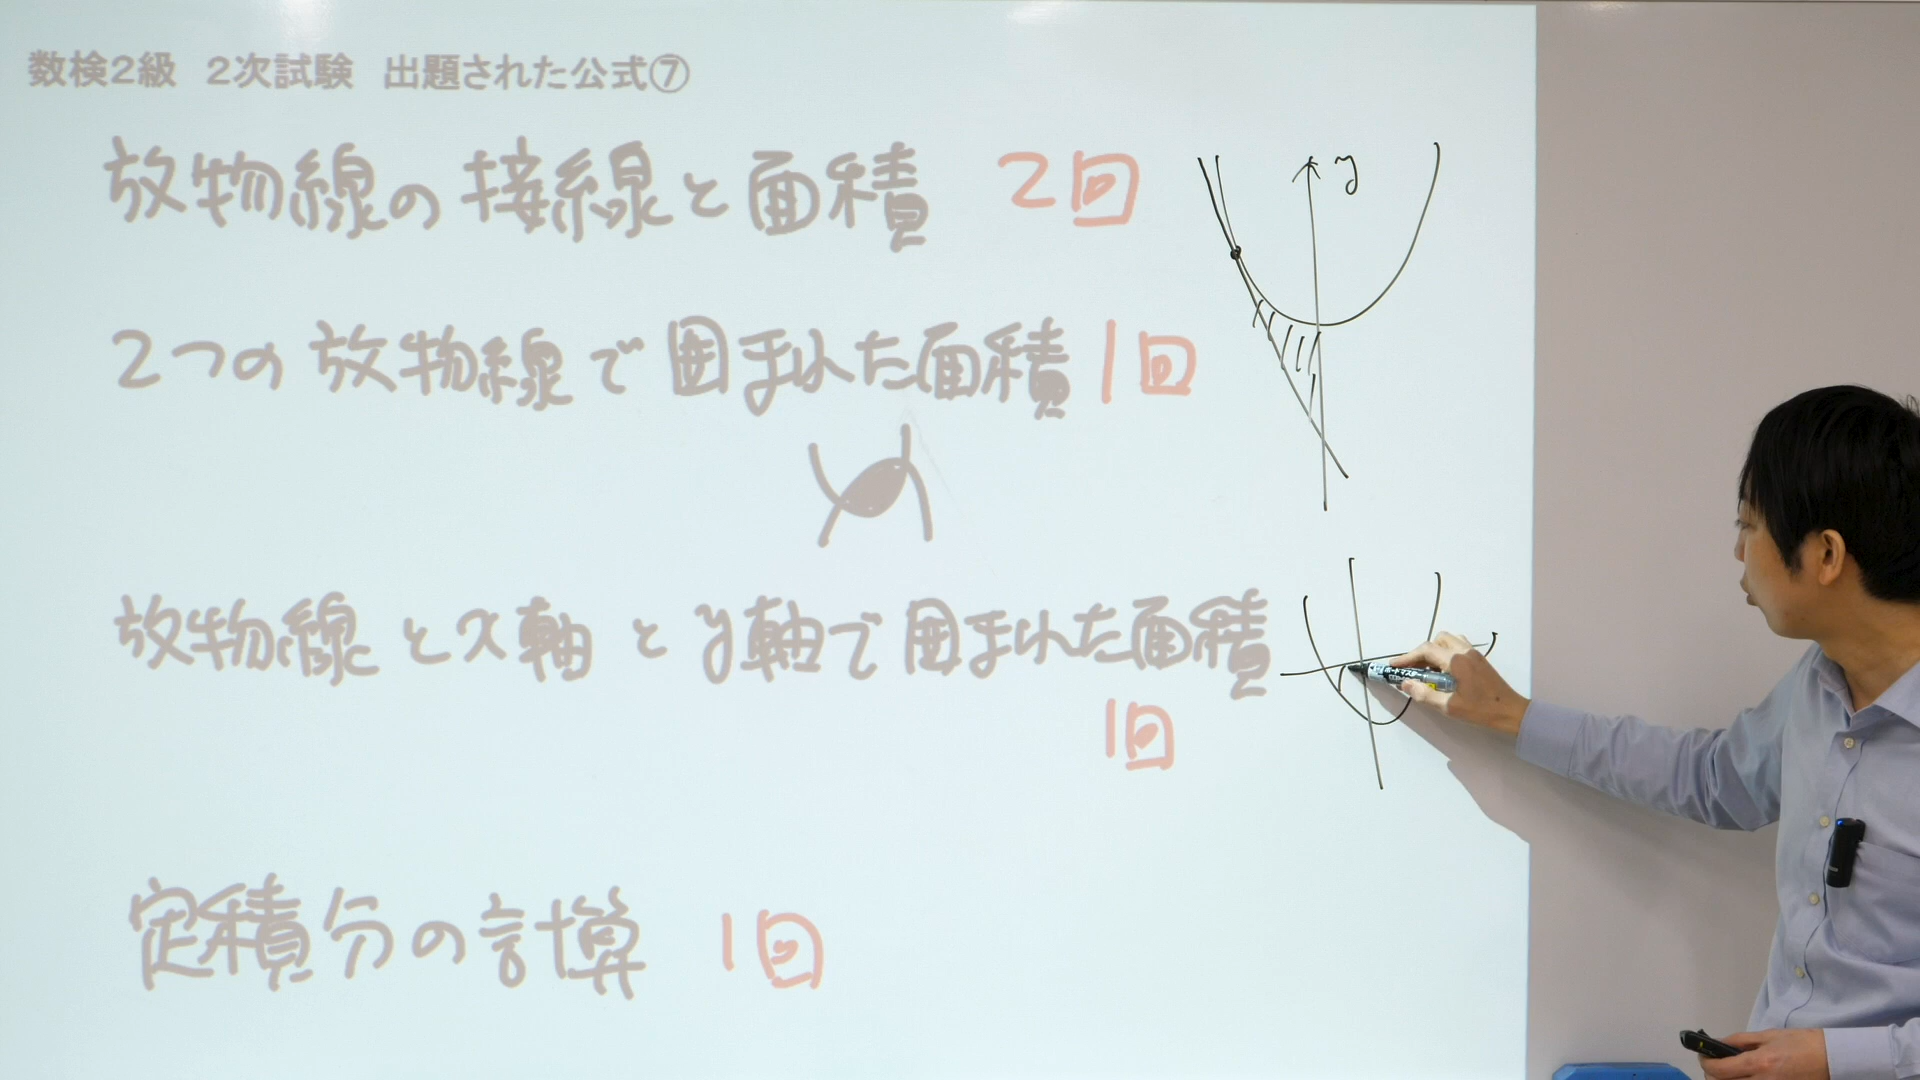 数検2級 2次試験 出題された公式⑦
放物線の接線と面積 2回
y
2つの放物線で囲まれた面積 1回
放物線とx軸とy軸で囲まれた面積
1回
定積分の計算 1回